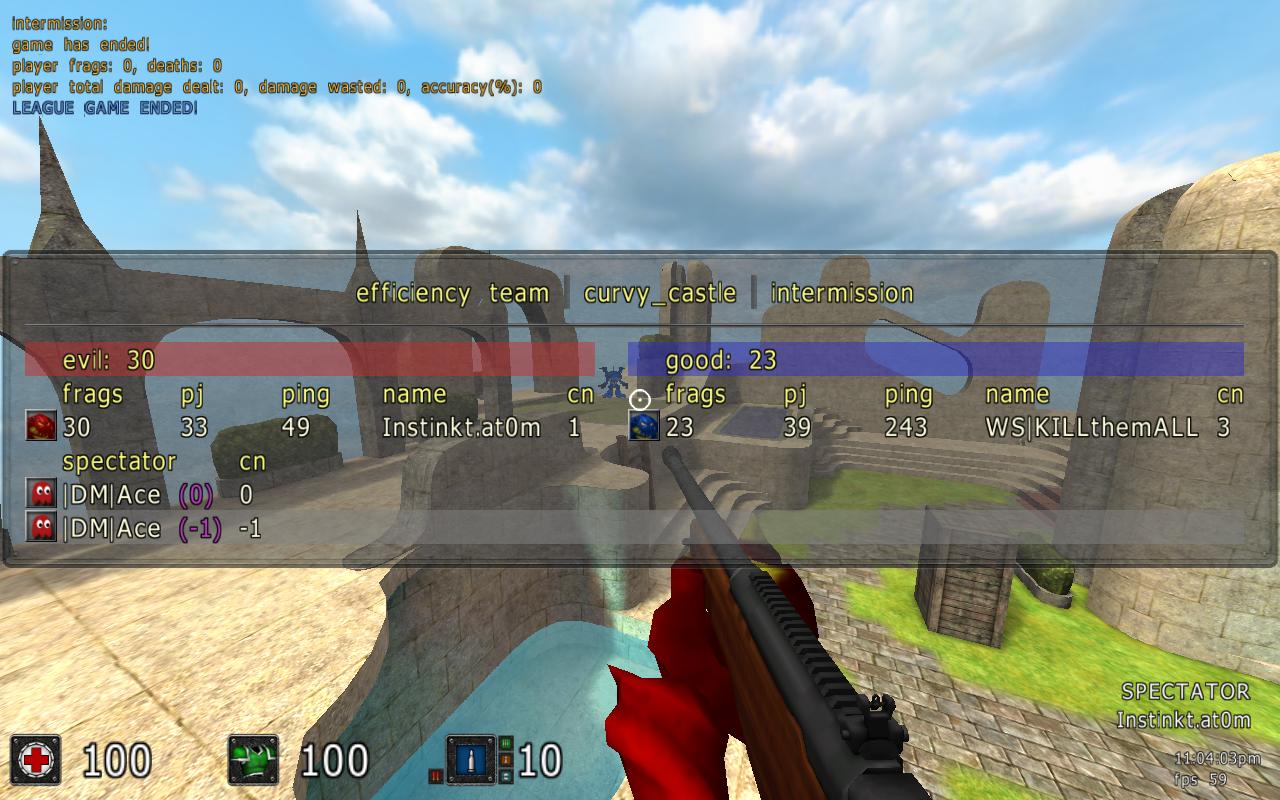 intermission:
game has ended!
player frags: 0, deaths: 0
player total damage dealt: 0, damage wasted: 0, accuracy(%): 0
LEAGUE GAME ENDED!
efficiency team | curvy_castle | intermission
evil: 30 good: 23
frags pj ping name cn frags pj ping name cn
30 33 49 Instinkt.at0m 1 23 39 243 WS|KILLthemALL 3
spectator cn
|DM|Ace (0) 0
|DM|Ace (-1) -1
SPECTATOR
Instinkt.at0m
100 100 10
11:04:03pm
fps 59